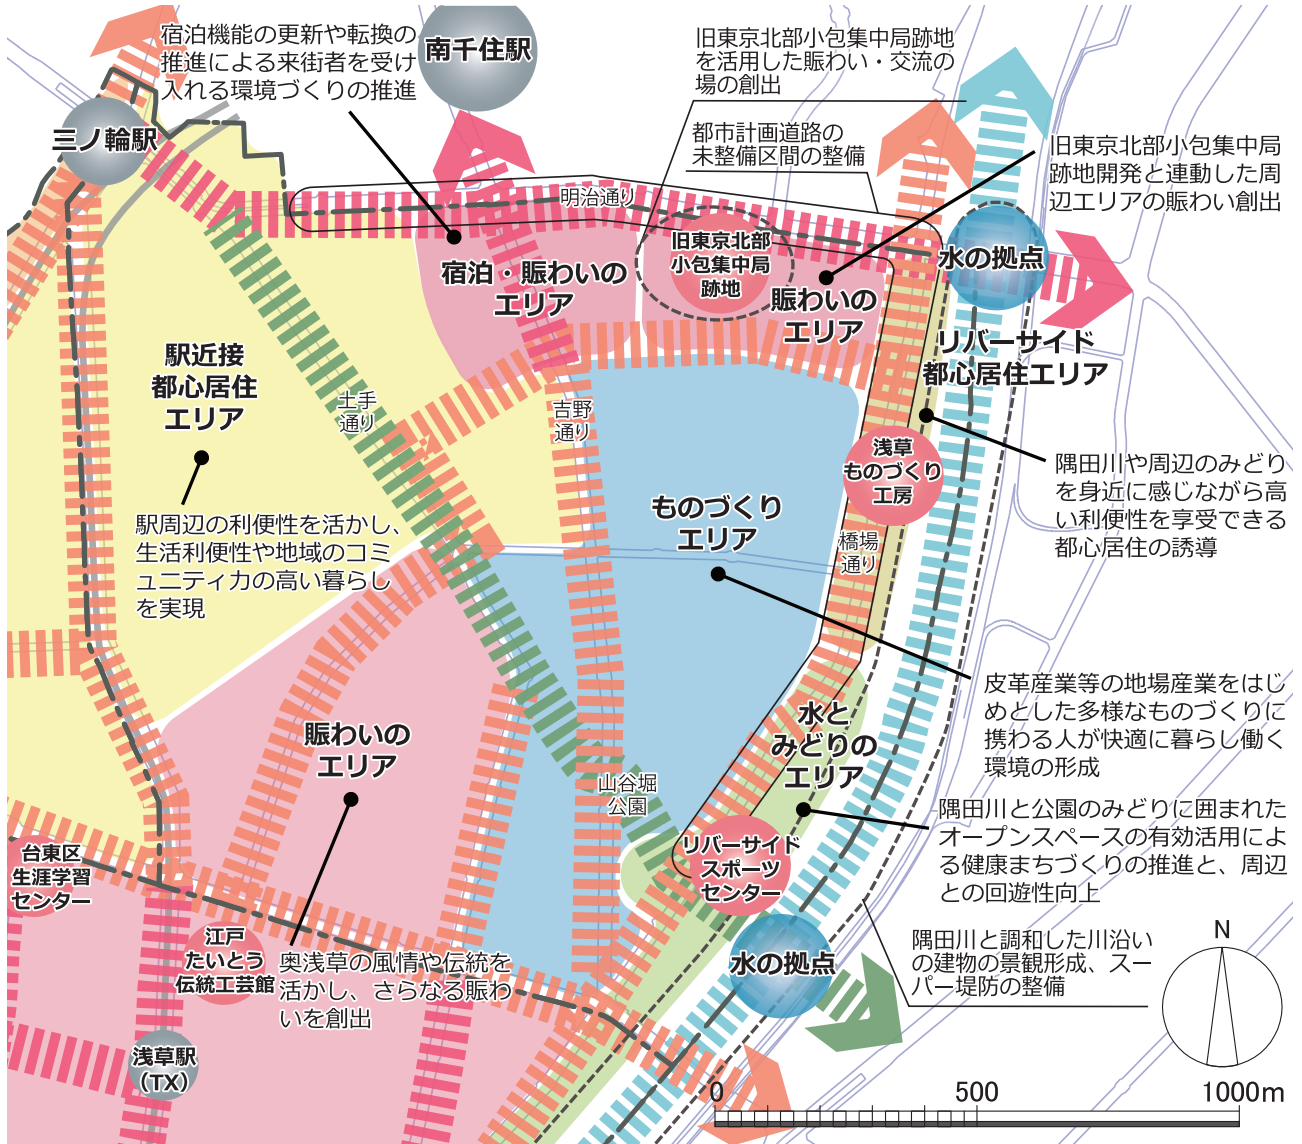 宿泊機能の更新や転換の
推進による来街者を受け
入れる環境づくりの推進
南千住駅
旧東京北部小包集中局跡地
を活用した賑わい・交流の
場の創出
都市計画道路の
未整備区間の整備
旧東京北部小包集中局
跡地開発と連動した周
辺エリアの賑わい創出
三ノ輪駅
明治通り
旧東京北部
小包集中局
跡地
水の拠点
宿泊・賑わいの
エリア
賑わいの
エリア
リバーサイド
都心居住エリア
駅近接
都心居住
エリア
土手
通り
吉野
通り
浅草
ものづくり
工房
隅田川や周辺のみどり
を身近に感じながら高
い利便性を享受できる
都心居住の誘導
ものづくり
エリア
橋場
通り
駅周辺の利便性を活かし、
生活利便性や地域のコミ
ュニティ力の高い暮らし
を実現
皮革産業等の地場産業をはじ
めとした多様なものづくりに
携わる人が快適に暮らし働く
環境の形成
水と
みどりの
エリア
賑わいの
エリア
山谷堀
公園
隅田川と公園のみどりに囲まれた
オープンスペースの有効活用によ
る健康まちづくりの推進と、周辺
との回遊性向上
リバーサイド
スポーツ
センター
台東区
生涯学習
センター
江戸
たいとう
伝統工芸館
奥浅草の風情や伝統を
活かし、さらなる賑わ
いを創出
水の拠点
隅田川と調和した川沿い
の建物の景観形成、スー
パー堤防の整備
N
浅草駅
(TX)
0 500 1000m